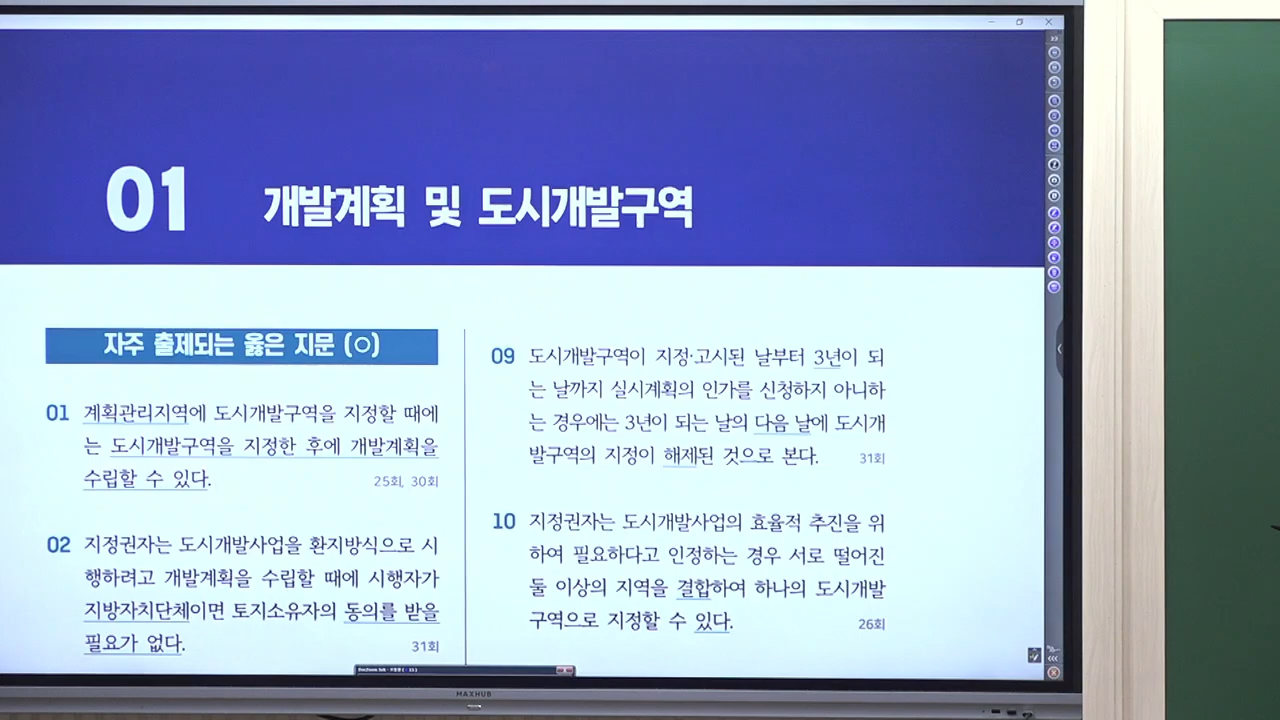 01 개발계획 및 도시개발구역
자주 출제되는 옳은 지문 (○)
01 계획관리지역에 도시개발구역을 지정할 때에
는 도시개발구역을 지정한 후에 개발계획을
수립할 수 있다. 25회, 30회
02 지정권자는 도시개발사업을 환지방식으로 시
행하려고 개발계획을 수립할 때에 시행자가
지방자치단체이면 토지소유자의 동의를 받을
필요가 없다. 31회
09 도시개발구역이 지정·고시된 날부터 3년이 되
는 날까지 실시계획의 인가를 신청하지 아니하
는 경우에는 3년이 되는 날의 다음 날에 도시개
발구역의 지정이 해제된 것으로 본다. 31회
10 지정권자는 도시개발사업의 효율적 추진을 위
하여 필요하다고 인정하는 경우 서로 떨어진
둘 이상의 지역을 결합하여 하나의 도시개발
구역으로 지정할 수 있다. 26회
MAXHUB